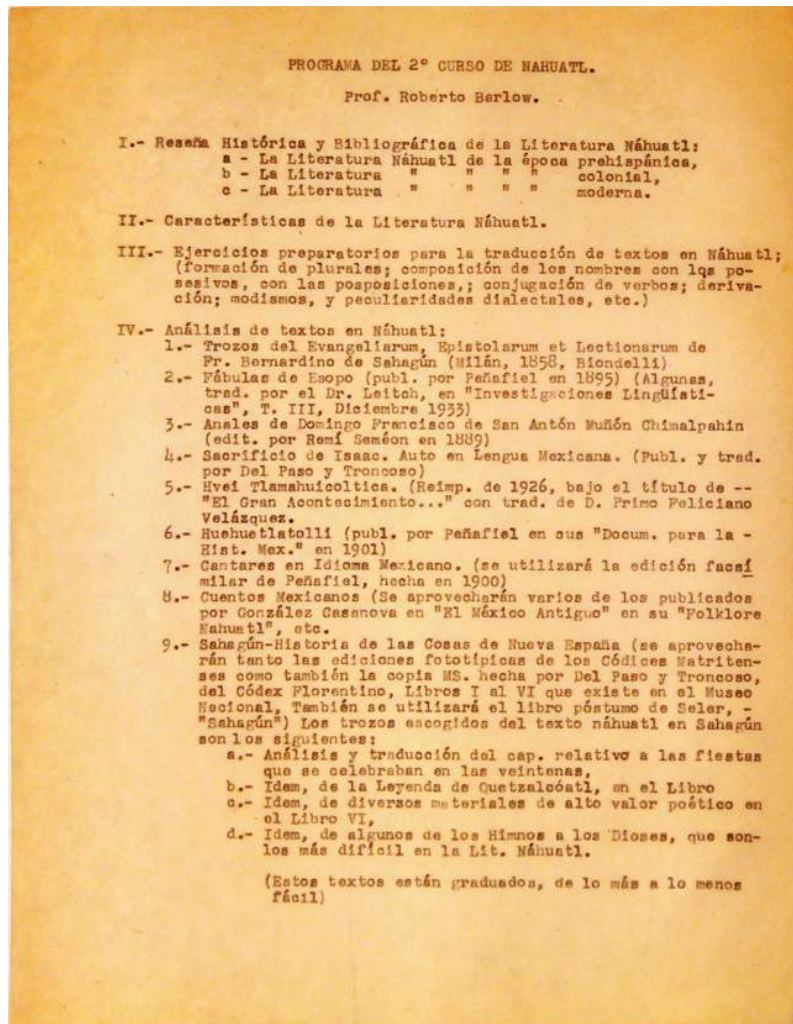 PROGRAMA DEL 2° CURSO DE NAHUATL.
Prof. Roberto Barlow.
I.- Reseña Histórica y Bibliográfica de la Literatura Náhuatl:
a - La Literatura Náhuatl de la época prehispánica,
b - La Literatura " " " " colonial,
c - La Literatura " " " " moderna.
II.- Características de la Literatura Náhuatl.
III.- Ejercicios preparatorios para la traducción de textos en Náhuatl;
(formación de plurales; composición de los nombres con lqs po-
sesivos, con las posposiciones,; conjugación de verbos; deriva-
ción; modismos, y peculiaridades dialectales, etc.)
IV.- Análisis de textos en Náhuatl:
1.- Trozos del Evangeliarum, Epistolarum et Lectionarum de
Fr. Bernardino de Sahagún (Milán, 1858, Biondelli)
2.- Fábulas de Esopo (publ. por Peñafiel en 1895) (Algunas,
trad. por el Dr. Leitch, en "Investigaciones Lingüísti-
cas", T. III, Diciembre 1933)
3.- Anales de Domingo Francisco de San Antón Muñón Chimalpahin
(edit. por Remí Seméon en 1889)
4.- Sacrificio de Isaac. Auto en Lengua Mexicana. (Publ. y trad.
por Del Paso y Troncoso)
5.- Hvei Tlamahuicoltica. (Reimp. de 1926, bajo el título de --
"El Gran Acontecimiento..." con trad. de D. Primo Feliciano
Velázquez.
6.- Huehuetlatolli (publ. por Peñafiel en sus "Docum. para la -
Hist. Mex." en 1901)
7.- Cantares en Idioma Mexicano. (se utilizará la edición facsí
milar de Peñafiel, hecha en 1900)
8.- Cuentos Mexicanos (Se aprovecharán varios de los publicados
por González Casanova en "El México Antiguo" en su "Folklore
Nahuatl", etc.
9.- Sahagún-Historia de las Cosas de Nueva España (se aprovecha-
rán tanto las ediciones fototípicas de los Códices Matriten-
ses como también la copia MS. hecha por Del Paso y Troncoso,
del Códex Florentino, Libros I al VI que existe en el Museo
Nacional, También se utilizará el libro póstumo de Seler, -
"Sahagún") Los trozos escogidos del texto náhuatl en Sahagún
son los siguientes:
a.- Análisis y traducción del cap. relativo a las fiestas
que se celebraban en las veintenas,
b.- Idem, de la Leyenda de Quetzalcóatl, en el Libro
c.- Idem, de diversos materiales de alto valor poético en
el Libro VI,
d.- Idem, de algunos de los Himnos a los Dioses, que son-
los más difícil en la Lit. Náhuatl.
(Estos textos están graduados, de lo más a lo menos
fácil)